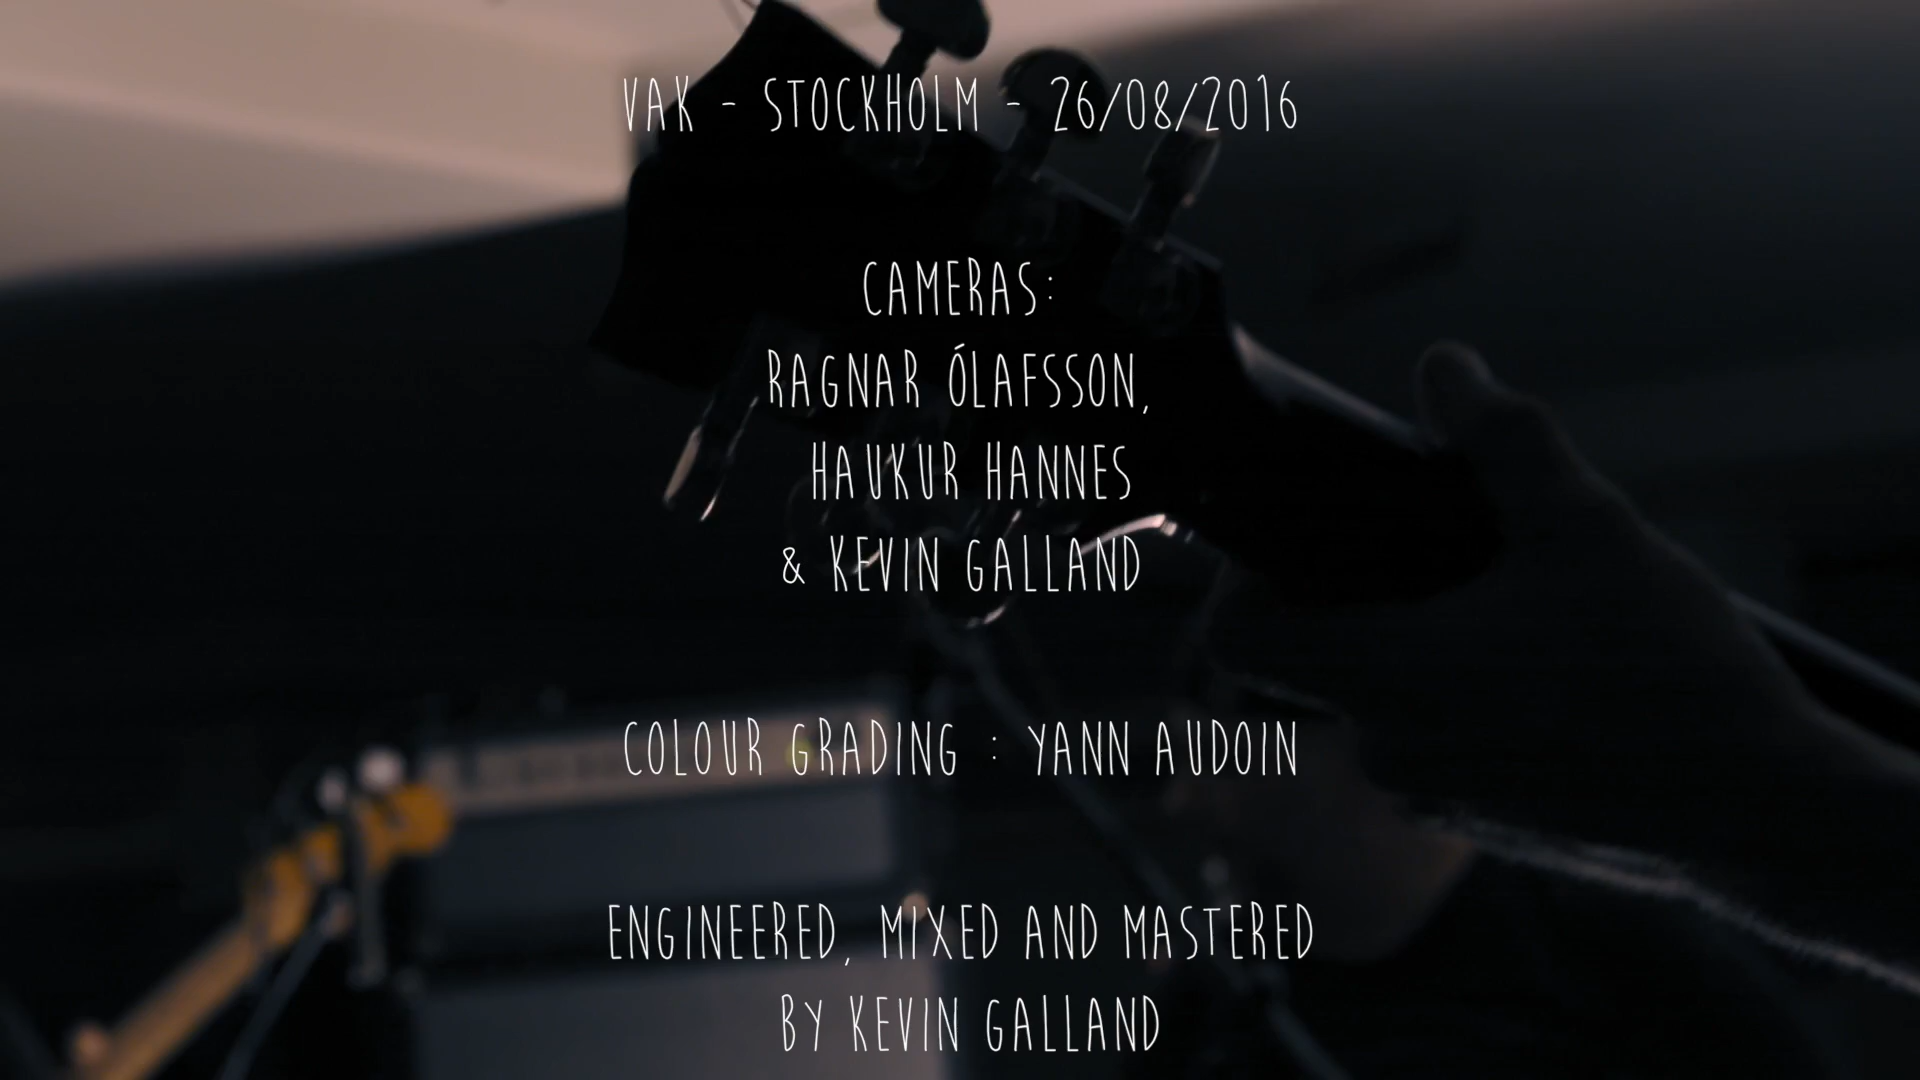 VAK - STOCKHOLM - 26/08/2016
CAMERAS:
RAGNAR ÓLAFSSON,
HAUKUR HANNES
& KEVIN GALLAND
COLOUR GRADING : YANN AUDOIN
ENGINEERED, MIXED AND MASTERED
BY KEVIN GALLAND